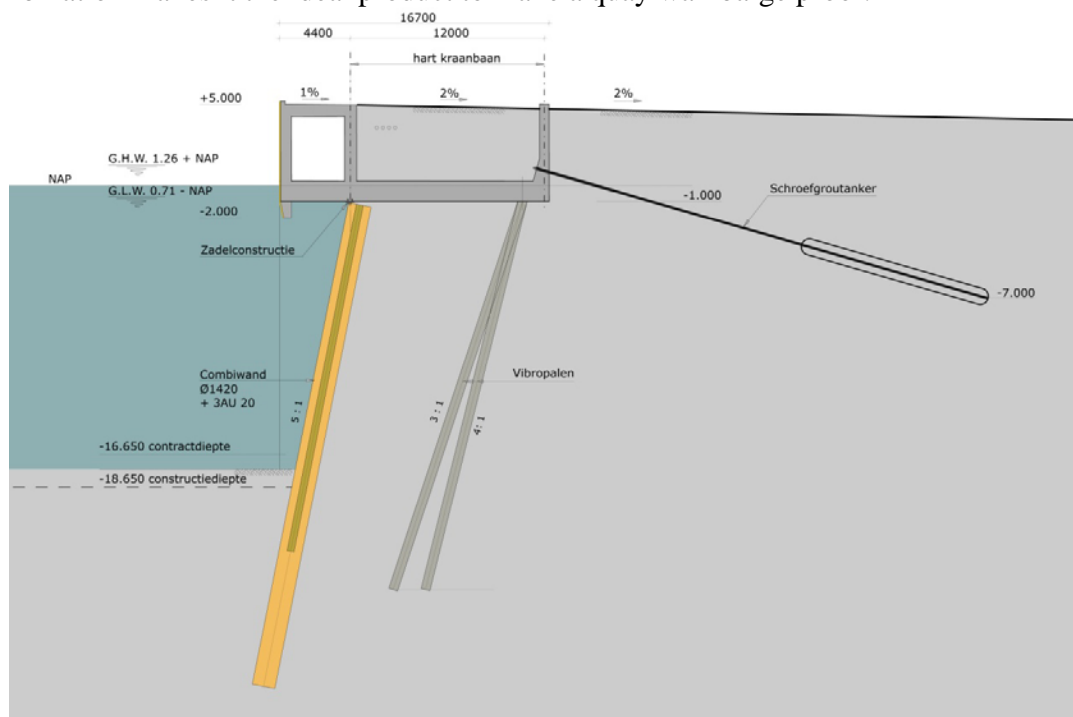 16700
4400
12000
hart kraanbaan
+5.000
1%
2%
2%
G.H.W. 1.26 + NAP
NAP
G.L.W. 0.71 - NAP
-1.000
Schroefgroutanker
-2.000
Zadelconstructie
-7.000
Combiwand
Ø1420
+ 3AU 20
Vibropalen
5 : 1
3 : 1
4: 1
-16.650 contractdiepte
-18.650 constructiediepte